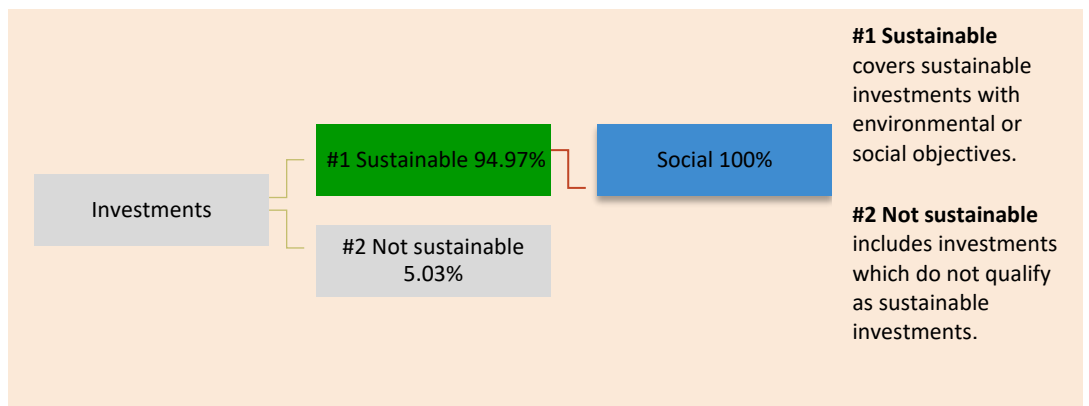 Investments
#1 Sustainable 94.97%
Social 100%
#2 Not sustainable
5.03%
#1 Sustainable
covers sustainable
investments with
environmental or
social objectives.
#2 Not sustainable
includes investments
which do not qualify
as sustainable
investments.